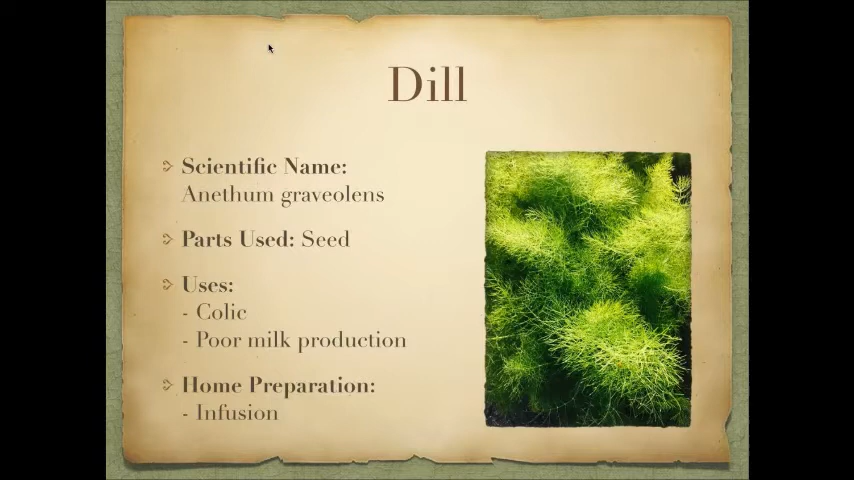 Dill
Scientific Name:
Anethum graveolens
Parts Used: Seed
Uses:
- Colic
- Poor milk production
Home Preparation:
- Infusion